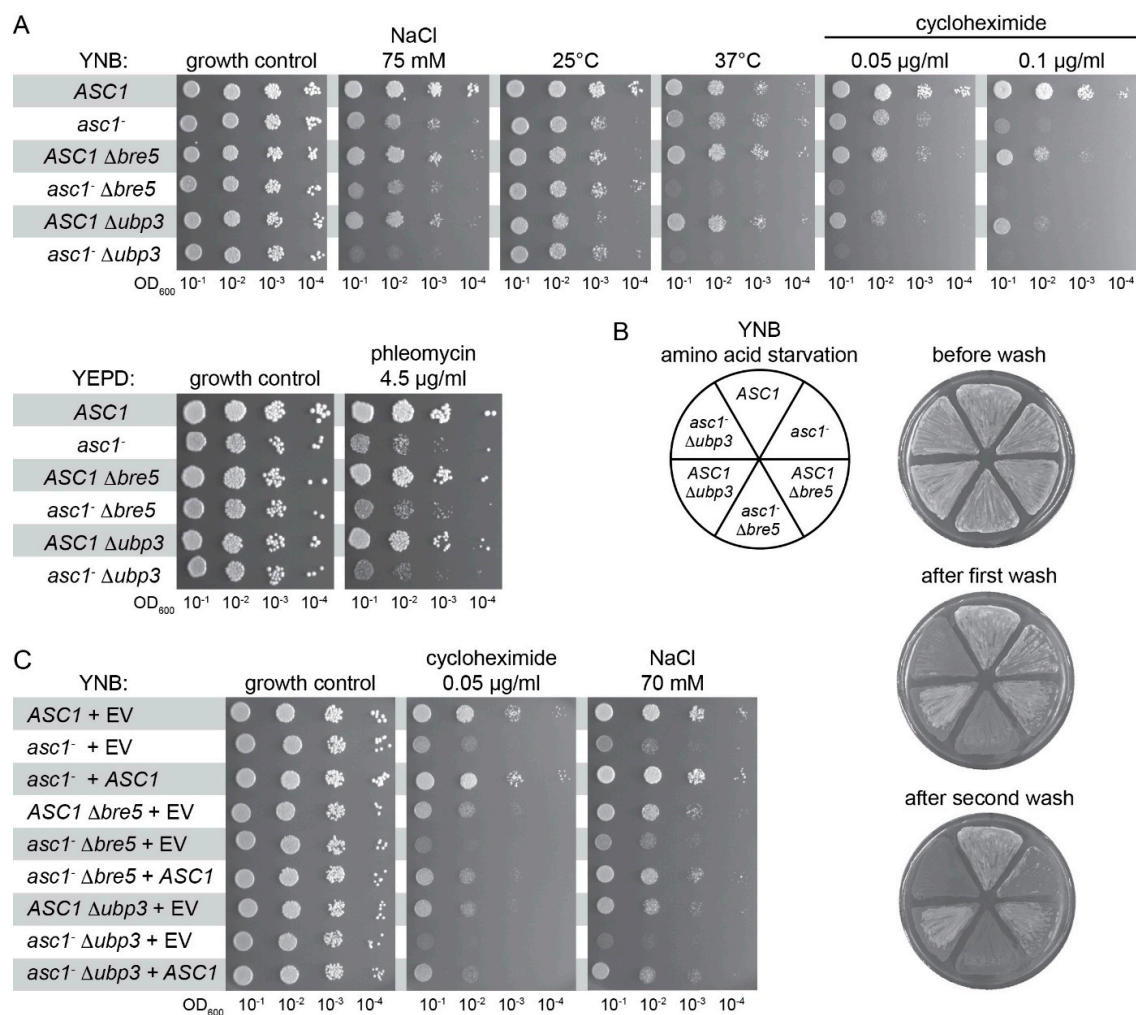 A
YNB:
growth control
NaCl
75 mM
25°C
37°C
cycloheximide
0.05 µg/ml
0.1 µg/ml
ASC1
asc1-
ASC1 Δbre5
asc1- Δbre5
ASC1 Δubp3
asc1- Δubp3
OD600 10-1 10-2 10-3 10-4 10-1 10-2 10-3 10-4 10-1 10-2 10-3 10-4 10-1 10-2 10-3 10-4 10-1 10-2 10-3 10-4 10-1 10-2 10-3 10-4
YEPD:
growth control
phleomycin
4.5 µg/ml
ASC1
asc1-
ASC1 Δbre5
asc1- Δbre5
ASC1 Δubp3
asc1- Δubp3
OD600 10-1 10-2 10-3 10-4 10-1 10-2 10-3 10-4
B
YNB
amino acid starvation
ASC1
asc1-
ASC1
Δbre5
asc1-
Δbre5
ASC1
Δubp3
asc1-
Δubp3
before wash
after first wash
after second wash
C
YNB:
growth control
cycloheximide
0.05 µg/ml
NaCl
70 mM
ASC1 + EV
asc1- + EV
asc1- + ASC1
ASC1 Δbre5 + EV
asc1- Δbre5 + EV
asc1- Δbre5 + ASC1
ASC1 Δubp3 + EV
asc1- Δubp3 + EV
asc1- Δubp3 + ASC1
OD600 10-1 10-2 10-3 10-4 10-1 10-2 10-3 10-4 10-1 10-2 10-3 10-4